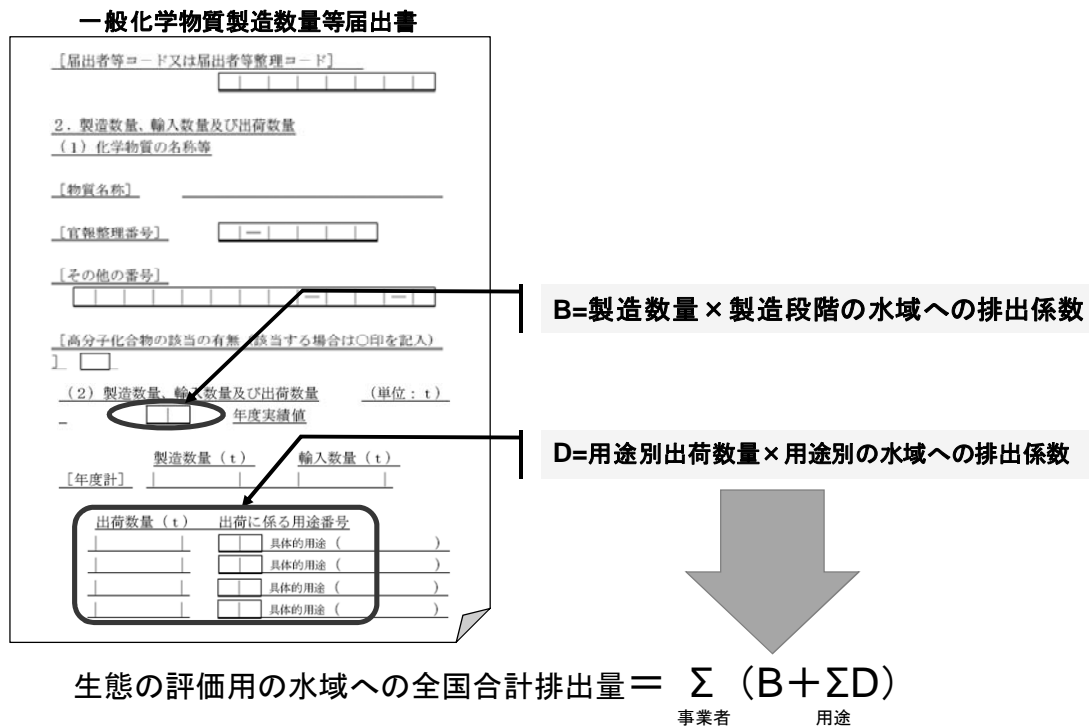 一般化学物質製造数量等届出書
[届出者等コード又は届出者等整理コード]
2．製造数量、輸入数量及び出荷数量
(1)化学物質の名称等
[物質名称]
[官報整理番号]
―
[その他の番号]
― ―
B=製造数量×製造段階の水域への排出係数
[高分子化合物の該当の有無 該当する場合は○印を記入)
]
(2)製造数量、輸入数量及び出荷数量 (単位：t)
年度実績値
D=用途別出荷数量×用途別の水域への排出係数
製造数量（t） 輸入数量（t）
[年度計]
出荷数量（t） 出荷に係る用途番号
具体的用途（ ）
具体的用途（ ）
具体的用途（ ）
具体的用途（ ）
生態の評価用の水域への全国合計排出量＝ Σ （B＋ΣD）
事業者 用途